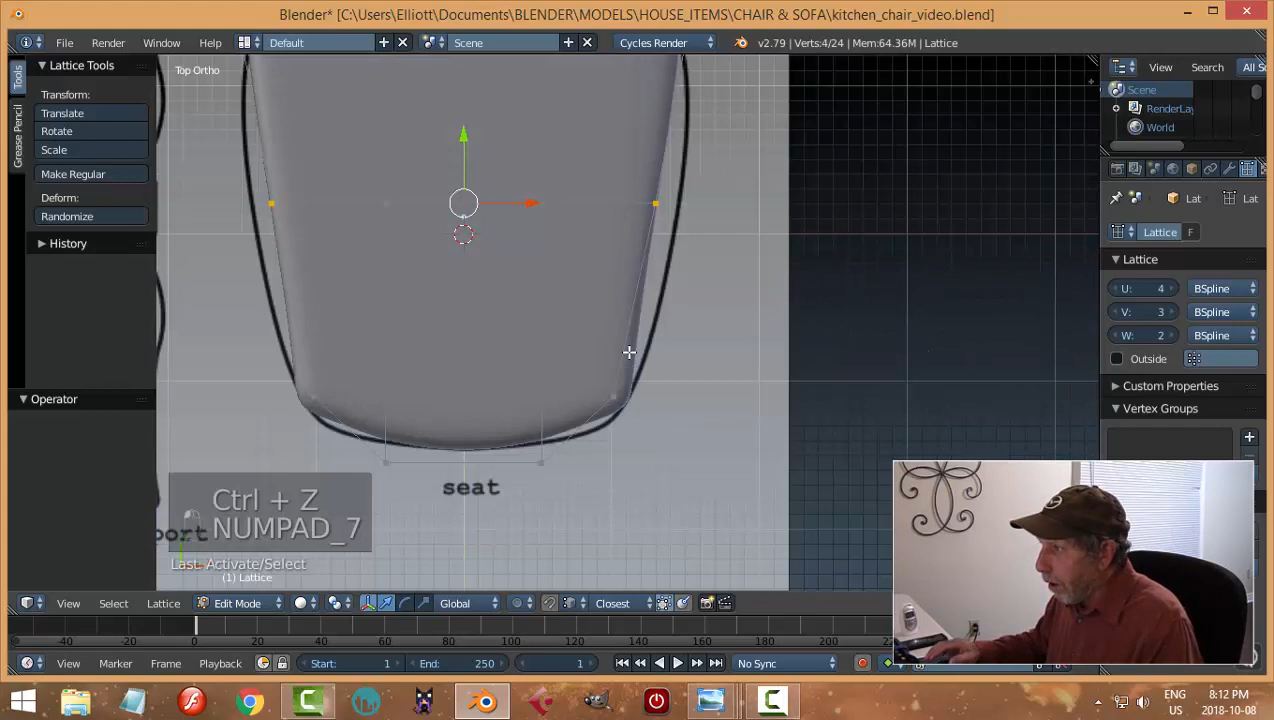 Blender* [C:\Users\Elliott\Documents\BLENDER\MODELS\HOUSE_ITEMS\CHAIR & SOFA\kitchen_chair_video.blend]
File Render Window Help Default Scene Cycles Render v2.79 | Verts:4/24 | Mem:64.36M | Lattice
View Search All Sc
Tools
Grease Pencil
Lattice Tools
Transform:
Translate
Rotate
Scale
Make Regular
Deform:
Randomize
History
Operator
Top Ortho
seat
port
Ctrl + Z
NUMPAD_7
Last: Activate/Select
(1) Lattice
Scene
RenderLay
World
Lat Lat
Lattice F
Lattice
U: 4 BSpline
V: 3 BSpline
W: 2 BSpline
Outside
Custom Properties
Vertex Groups
View Select Lattice Edit Mode Global Closest
-40 -20 0 20 40 60 80 100 120 140 160 180 200
View Marker Frame Playback Start: 1 End: 250 1 No Sync
ENG
US
8:12 PM
2018-10-08